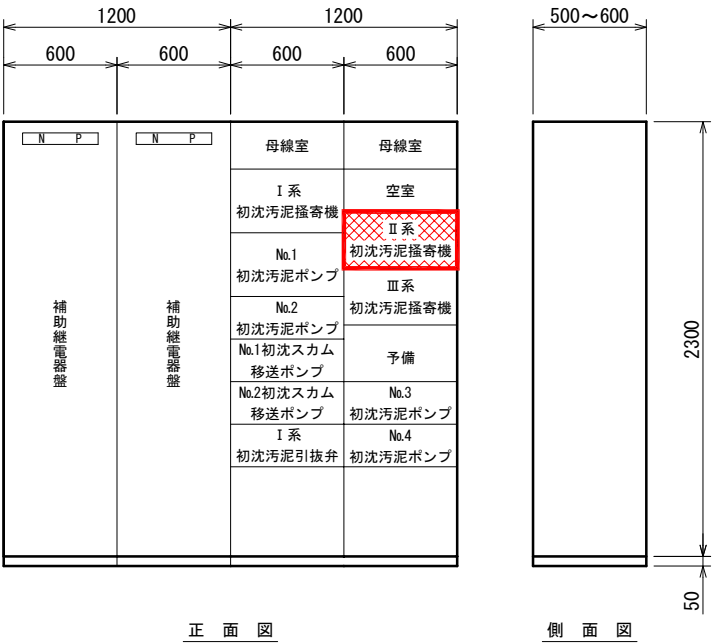 1200
1200
500～600
600
600
600
600
N P
N P
母線室
母線室
Ⅰ系
初沈汚泥掻寄機
空室
Ⅱ系
初沈汚泥掻寄機
No.1
初沈汚泥ポンプ
Ⅲ系
初沈汚泥掻寄機
No.2
初沈汚泥ポンプ
No.1初沈スカム
移送ポンプ
予備
No.2初沈スカム
移送ポンプ
No.3
初沈汚泥ポンプ
Ⅰ系
初沈汚泥引抜弁
No.4
初沈汚泥ポンプ
補助継電器盤
補助継電器盤
2300
50
正面図
側面図